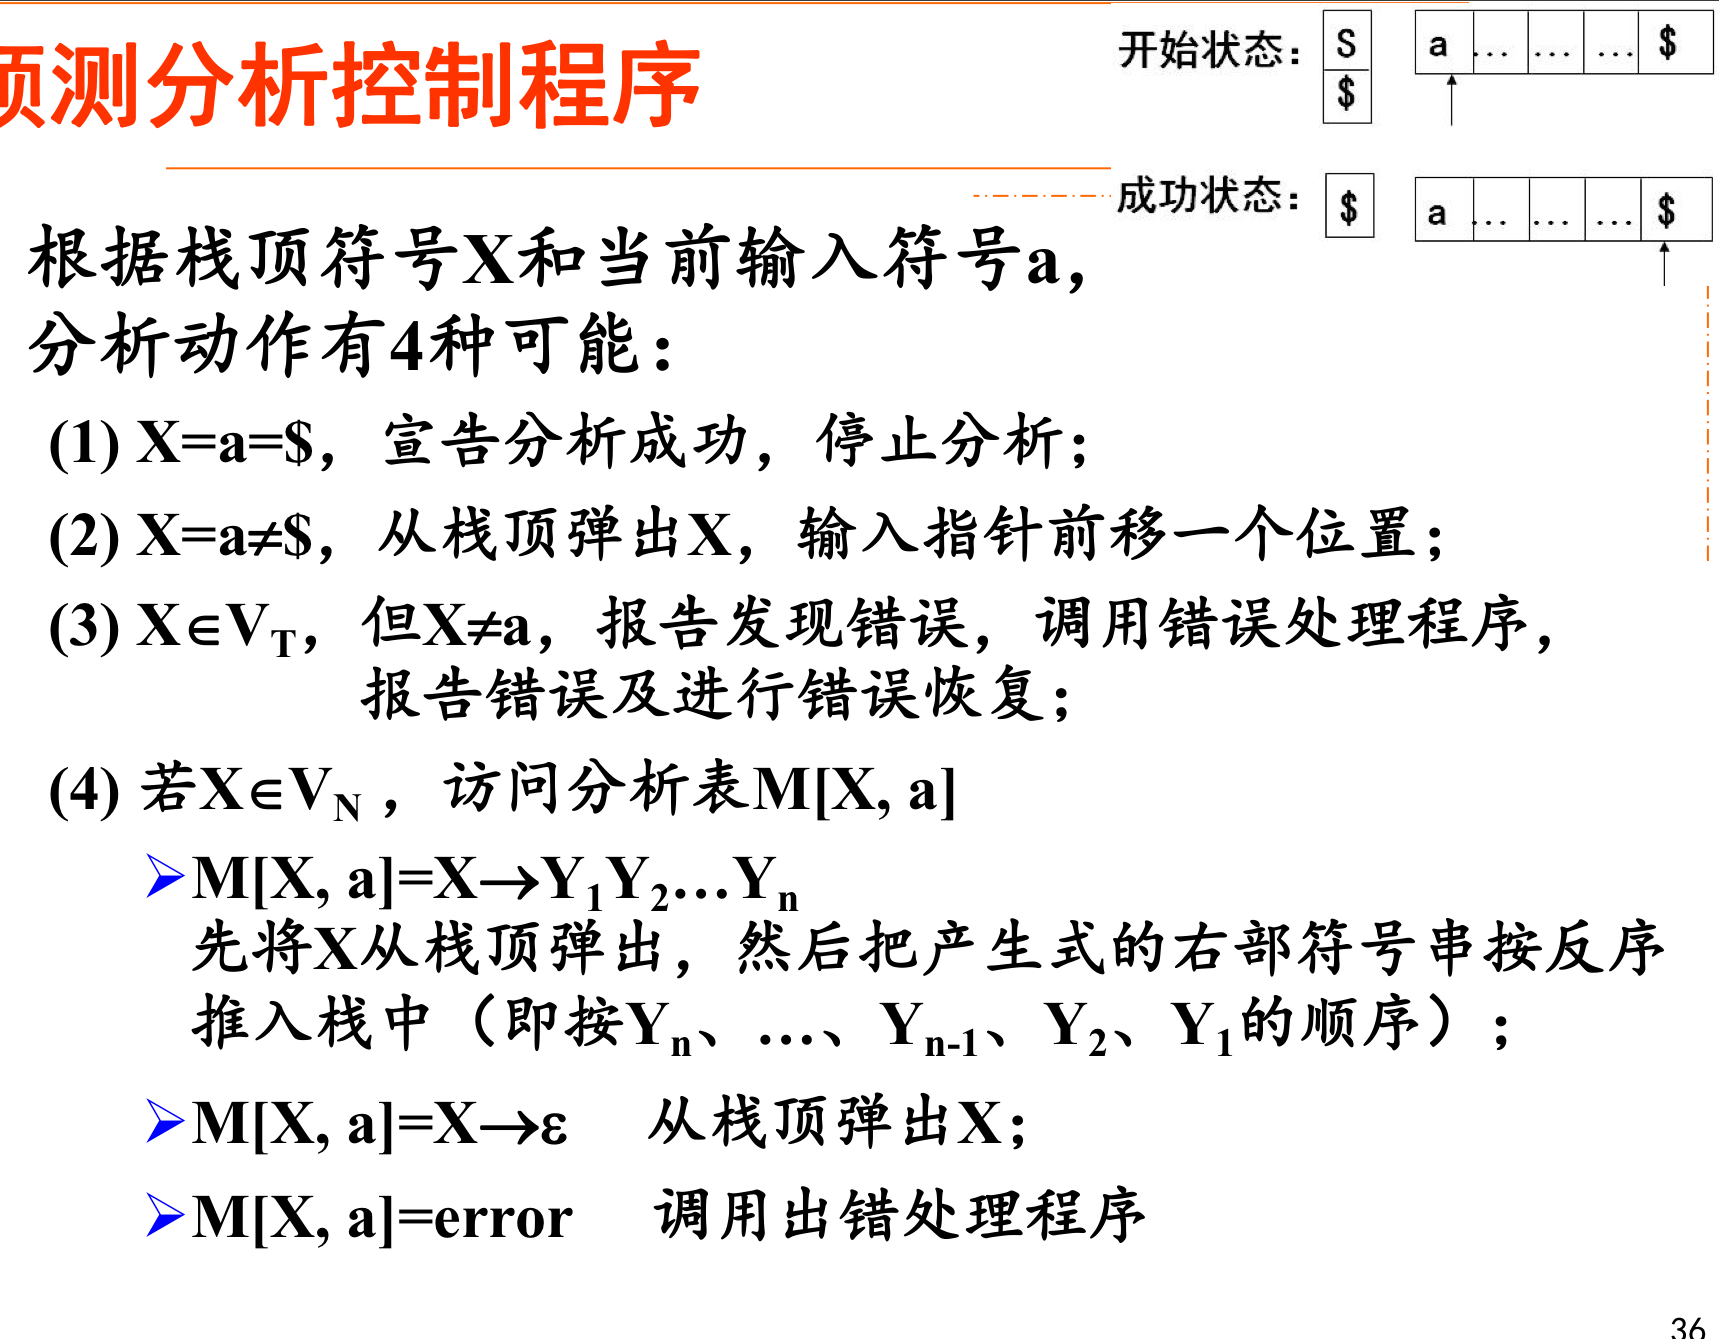 预测分析控制程序
开始状态: S $ a ... ... ... $
成功状态: $ a ... ... ... $
根据栈顶符号X和当前输入符号a,
分析动作有4种可能:
(1) X=a=$, 宣告分析成功, 停止分析;
(2) X=a≠$, 从栈顶弹出X, 输入指针前移一个位置;
(3) X∈V_T, 但X≠a, 报告发现错误, 调用错误处理程序,
报告错误及进行错误恢复;
(4) 若X∈V_N , 访问分析表M[X, a]
➢M[X, a]=X→Y₁Y₂…Yₙ
先将X从栈顶弹出, 然后把产生式的右部符号串按反序
推入栈中（即按Yₙ、…、Yₙ₋₁、Y₂、Y₁的顺序）;
➢M[X, a]=X→ε 从栈顶弹出X;
➢M[X, a]=error 调用出错处理程序
36